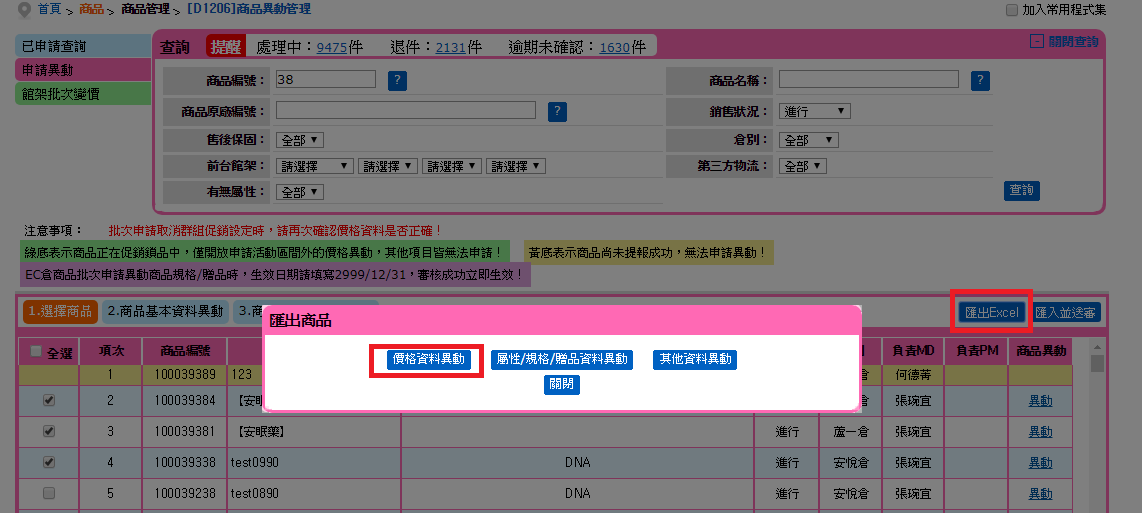 首頁 > 商品 > 商品管理 > [D1206]商品異動管理 加入常用程式集
已申請查詢
申請異動
館架批次變價
查詢 提醒 處理中：9475件 退件：2131件 逾期未確認：1630件 - 關閉查詢
商品編號： 38 ? 商品名稱： ?
商品原廠編號： ? 銷售狀況： 進行
售後保固： 全部 倉別： 全部
前台館架： 請選擇 請選擇 請選擇 請選擇 第三方物流： 全部
有無屬性： 全部 查詢
注意事項： 批次申請取消群組促銷設定時，請再次確認價格資料是否正確！
綠底表示商品正在促銷鎖品中，僅開放申請活動區間外的價格異動，其他項目皆無法申請！ 黃底表示商品尚未提報成功，無法申請異動！
EC倉商品批次申請異動商品規格/贈品時，生效日期請填寫2999/12/31，審核成功立即生效！
1.選擇商品 2.商品基本資料異動 3.商 匯出Excel 匯入並送審
匯出商品
價格資料異動 屬性/規格/贈品資料異動 其他資料異動
關閉
全選 項次 商品編號 負責MD 負責PM 商品異動
1 100039389 123 倉 何德菁
2 100039384 【安眠 倉 張琬宜 異動
3 100039381 【安眠藥】 進行 盧一倉 張琬宜 異動
4 100039338 test0990 DNA 進行 安悅倉 張琬宜 異動
5 100039238 test0890 DNA 進行 安悅倉 張琬宜 異動